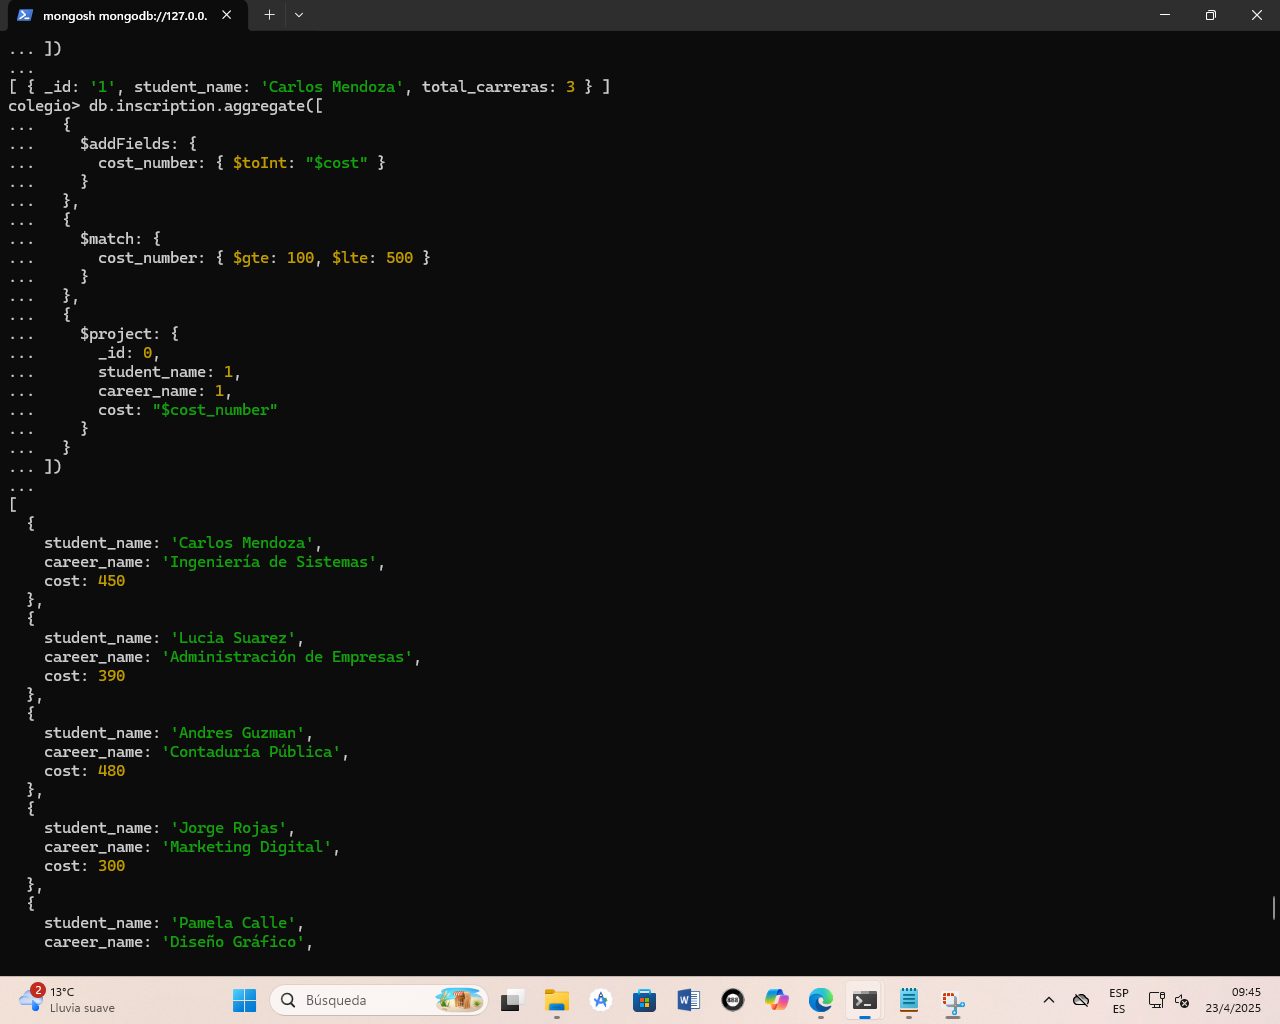 mongosh mongodb://127.0.0.
... ])
...
[ { _id: '1', student_name: 'Carlos Mendoza', total_carreras: 3 } ]
colegio> db.inscription.aggregate([
...   {
...     $addFields: {
...       cost_number: { $toInt: "$cost" }
...     }
...   },
...   {
...     $match: {
...       cost_number: { $gte: 100, $lte: 500 }
...     }
...   },
...   {
...     $project: {
...       _id: 0,
...       student_name: 1,
...       career_name: 1,
...       cost: "$cost_number"
...     }
...   }
... ])
...
[
  {
    student_name: 'Carlos Mendoza',
    career_name: 'Ingeniería de Sistemas',
    cost: 450
  },
  {
    student_name: 'Lucia Suarez',
    career_name: 'Administración de Empresas',
    cost: 390
  },
  {
    student_name: 'Andres Guzman',
    career_name: 'Contaduría Pública',
    cost: 480
  },
  {
    student_name: 'Jorge Rojas',
    career_name: 'Marketing Digital',
    cost: 300
  },
  {
    student_name: 'Pamela Calle',
    career_name: 'Diseño Gráfico',
2
13°C
Lluvia suave
Búsqueda
ESP
ES
09:45
23/4/2025